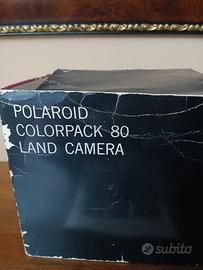 POLAROID
COLORPACK 80
LAND CAMERA
subito